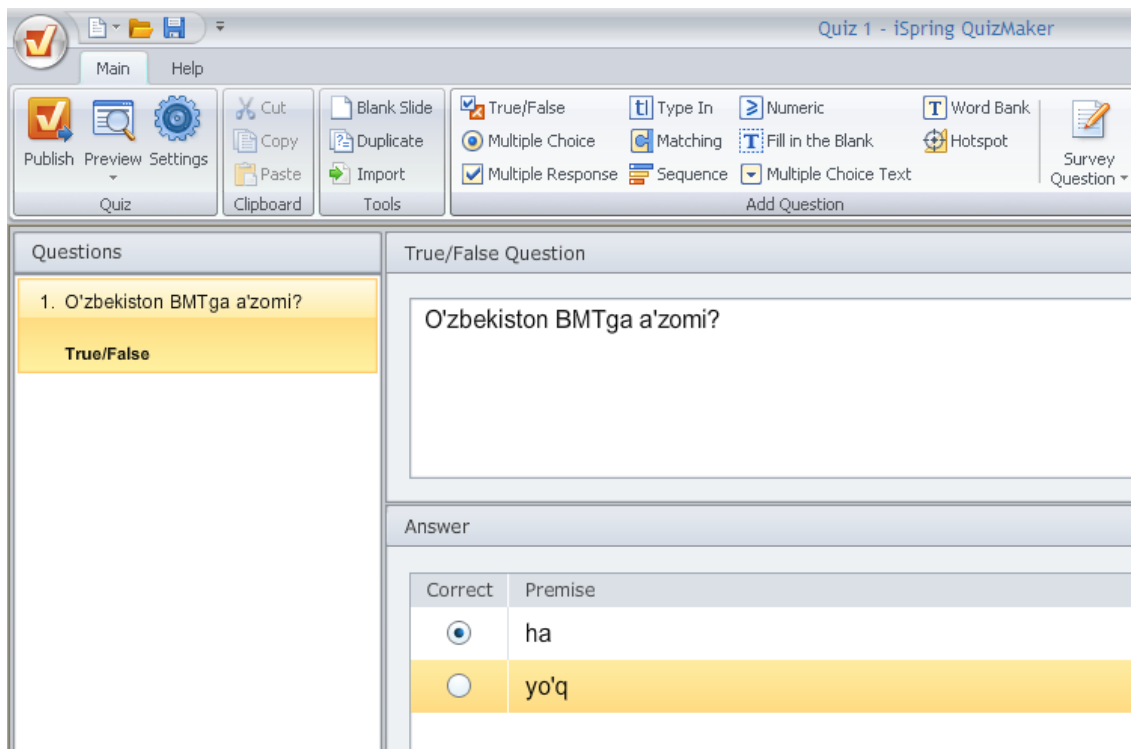 Quiz 1 - iSpring QuizMaker
Main Help
Cut Blank Slide True/False Type In Numeric Word Bank
Copy Duplicate Multiple Choice Matching Fill in the Blank Hotspot
Publish Preview Settings Paste Import Multiple Response Sequence Multiple Choice Text Survey Question
Quiz Clipboard Tools Add Question
Questions
1. O'zbekiston BMTga a'zomi?
True/False
True/False Question
O'zbekiston BMTga a'zomi?
Answer
Correct Premise
ha
yo'q